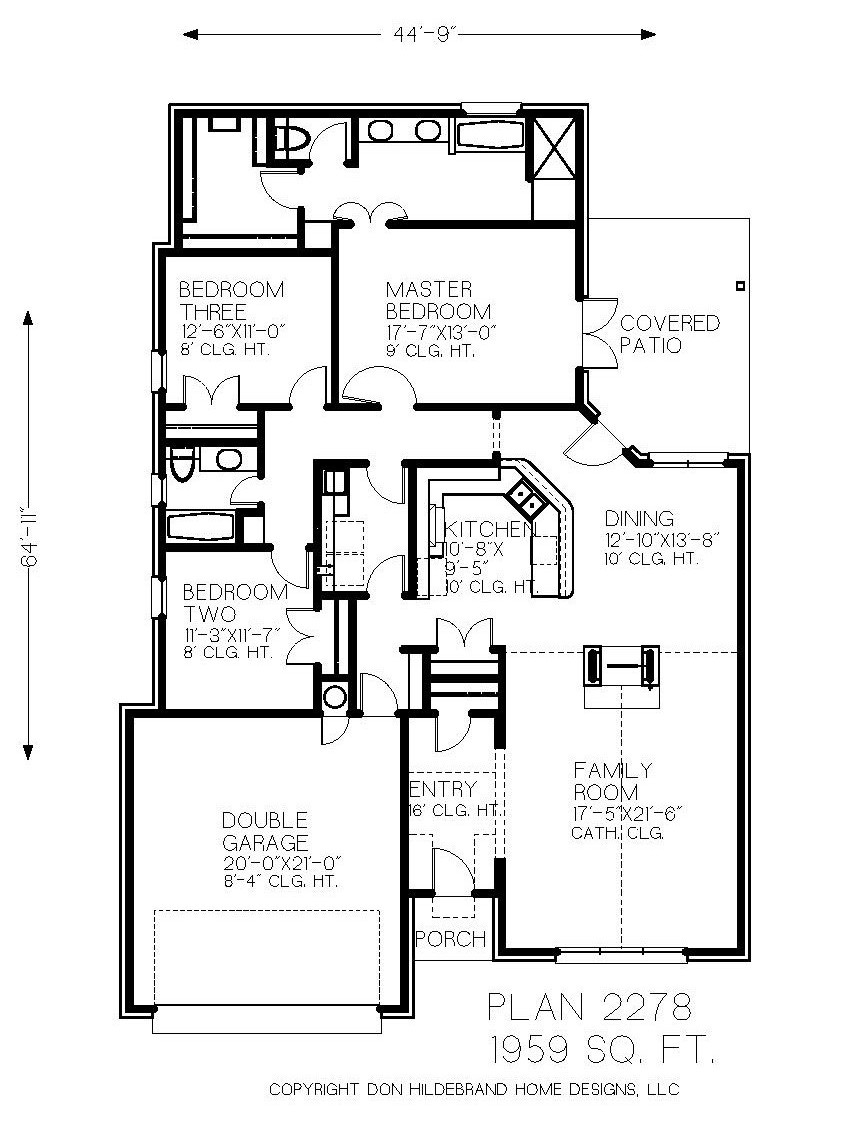 44'-9"
BEDROOM
THREE
12'-6"X11'-0"
8' CLG. HT.
MASTER
BEDROOM
17'-7"X13'-0"
9' CLG. HT.
COVERED
PATIO
64'-11"
KITCHEN
10'-8"X
9'-5"
10' CLG. HT.
DINING
12'-10"X13'-8"
10' CLG. HT.
BEDROOM
TWO
11'-3"X11'-7"
8' CLG. HT.
ENTRY
16' CLG. HT.
FAMILY
ROOM
17'-5"X21'-6"
CATH. CLG.
DOUBLE
GARAGE
20'-0"X21'-0"
8'-4" CLG. HT.
PORCH
PLAN 2278
1959 SQ. FT.
COPYRIGHT DON HILDEBRAND HOME DESIGNS, LLC